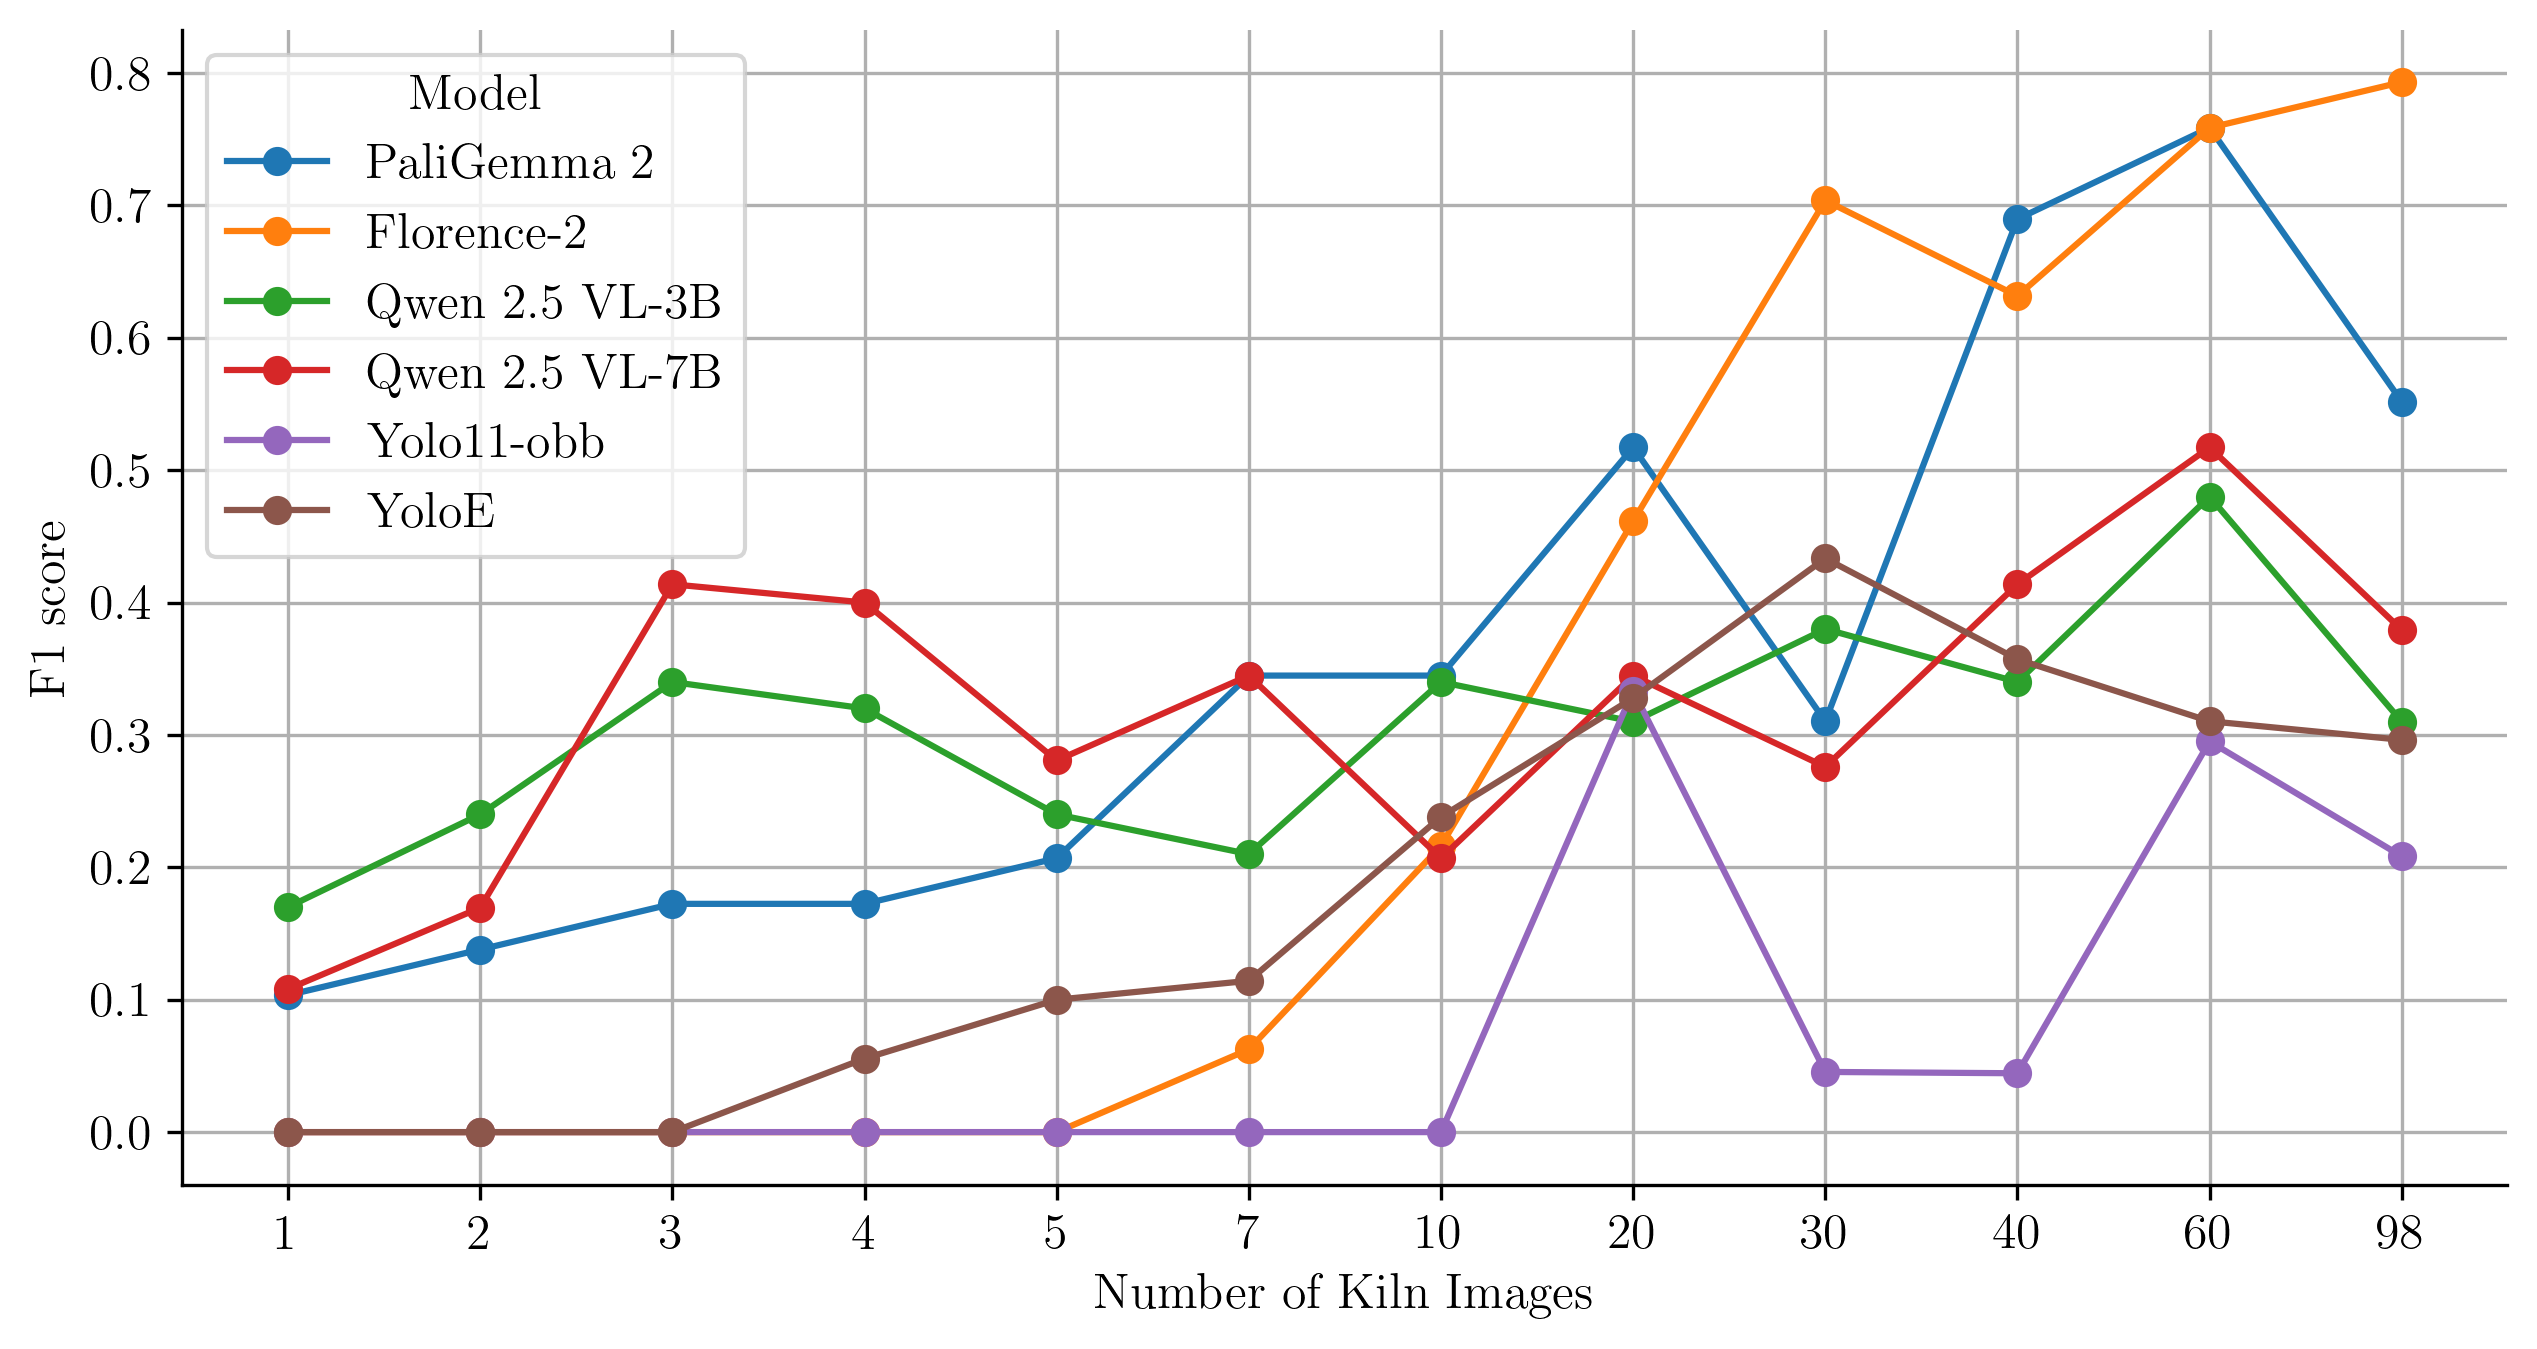 Model
PaliGemma 2
Florence-2
Qwen 2.5 VL-3B
Qwen 2.5 VL-7B
Yolo11-obb
YoloE
F1 score
0.8
0.7
0.6
0.5
0.4
0.3
0.2
0.1
0.0
1 2 3 4 5 7 10 20 30 40 60 98
Number of Kiln Images